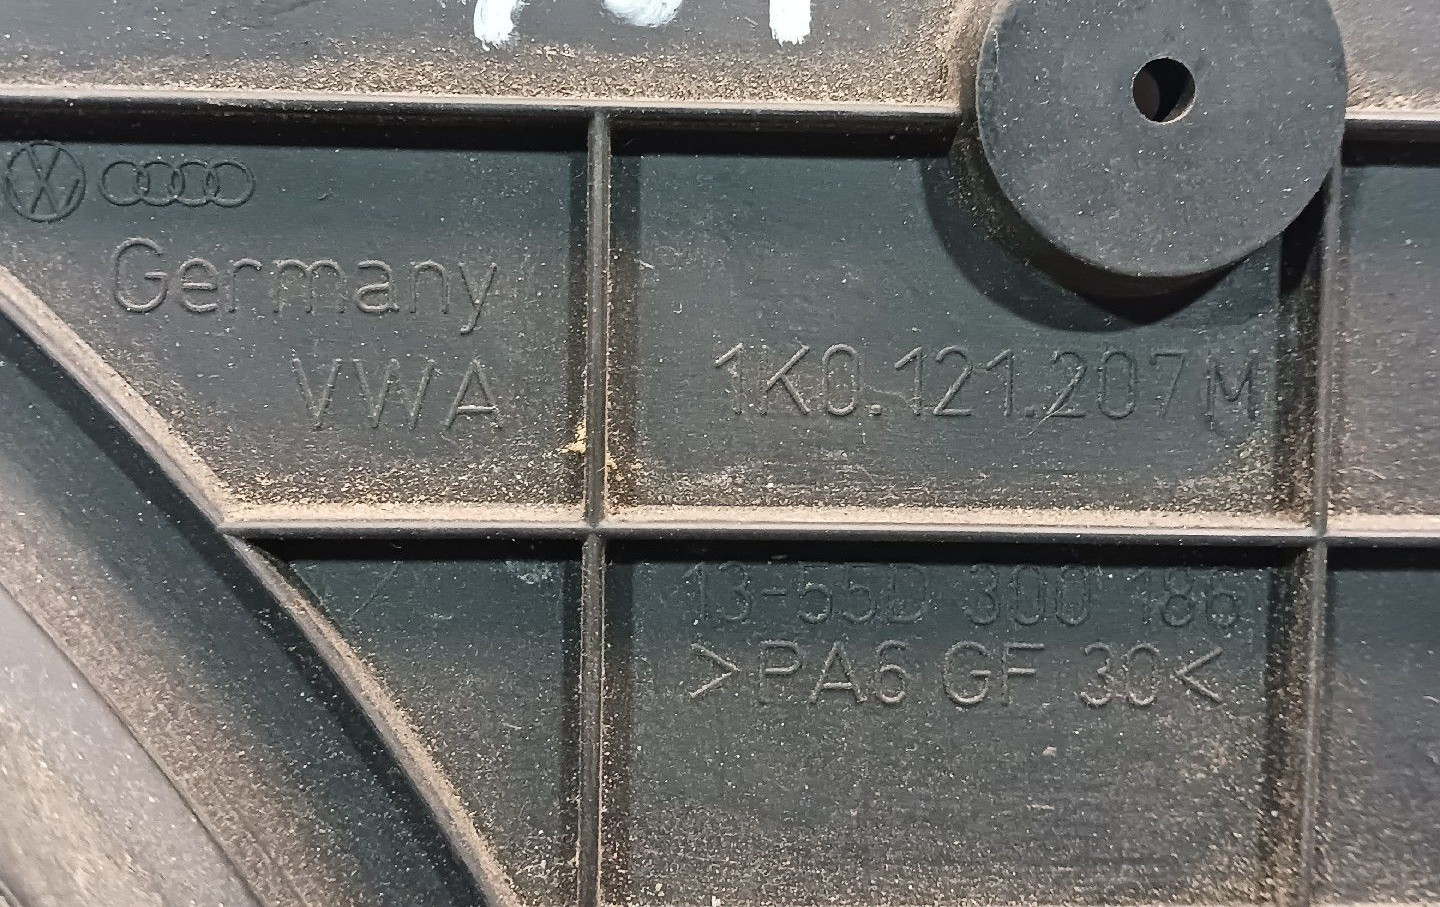 Germany
VWA
1K0.121.207M
13-55D 300 186
>PA6 GF 30<